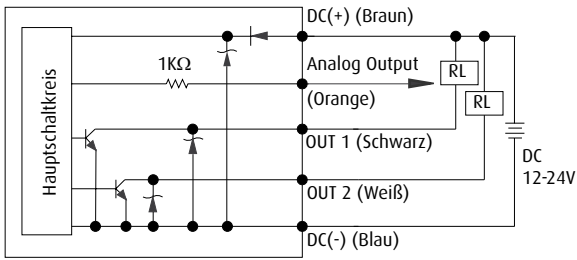 DC(+) (Braun)
1KΩ
Analog Output
(Orange)
RL
RL
Hauptschaltkreis
OUT 1 (Schwarz)
DC
12-24V
OUT 2 (Weiß)
DC(-) (Blau)